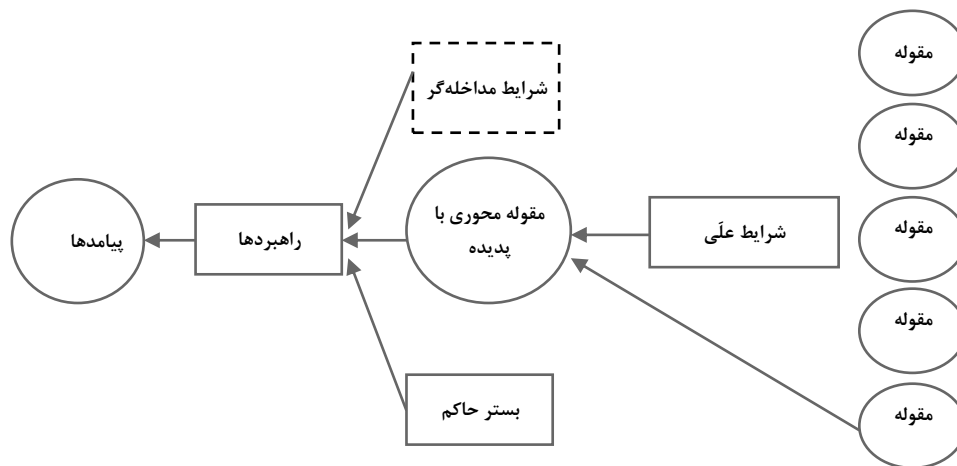 مقوله
مقوله
مقوله
مقوله
مقوله
شرایط علّی
شرایط مداخله‌گر
مقوله محوری با
پدیده
بستر حاکم
راهبردها
پیامدها